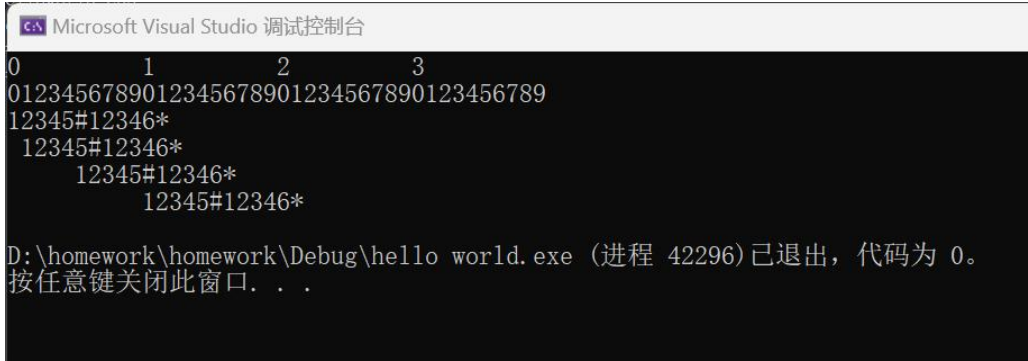 Microsoft Visual Studio 调试控制台
0         1         2         3
0123456789012345678901234567890123456789
12345#12346*
 12345#12346*
     12345#12346*
          12345#12346*
D:\homework\homework\Debug\hello world.exe (进程 42296)已退出，代码为 0。
按任意键关闭此窗口. . .